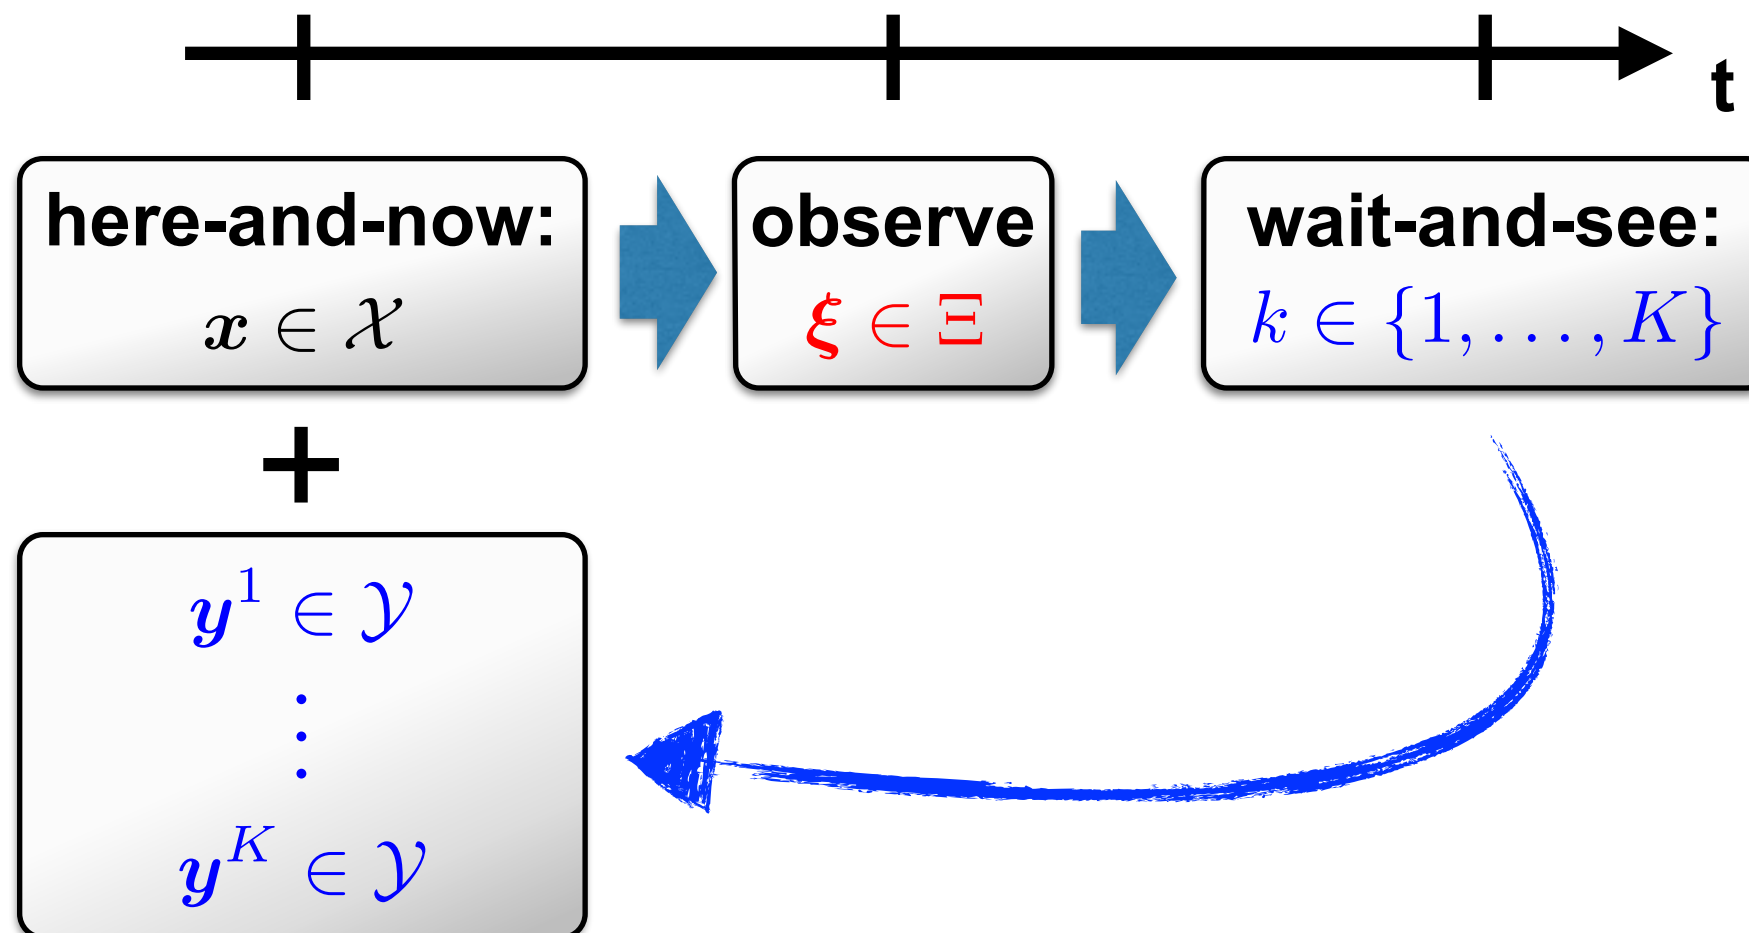 t
here-and-now:
x ∈ 𝒳
observe
ξ ∈ Ξ
wait-and-see:
k ∈ {1, . . . , K}
+
y¹ ∈ 𝒴
⋮
yᴷ ∈ 𝒴